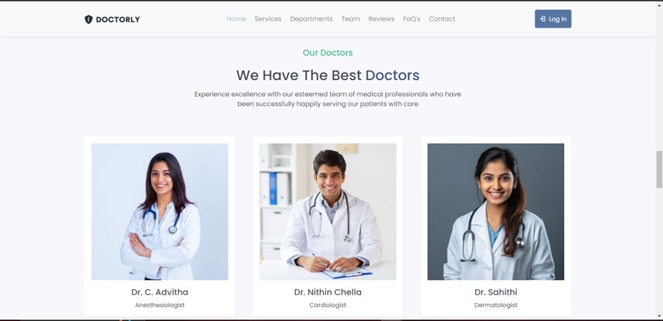 DOCTORLY
Home Services Departments Team Reviews FaQ's Contact
Log in
Our Doctors
We Have The Best Doctors
Experience excellence with our esteemed team of medical professionals who have
been successfully happily serving our patients with care
Dr. C. Advitha
Dr. Nithin Chella
Dr. Sahithi
Anesthesiologist
Cardiologist
Dermatologist